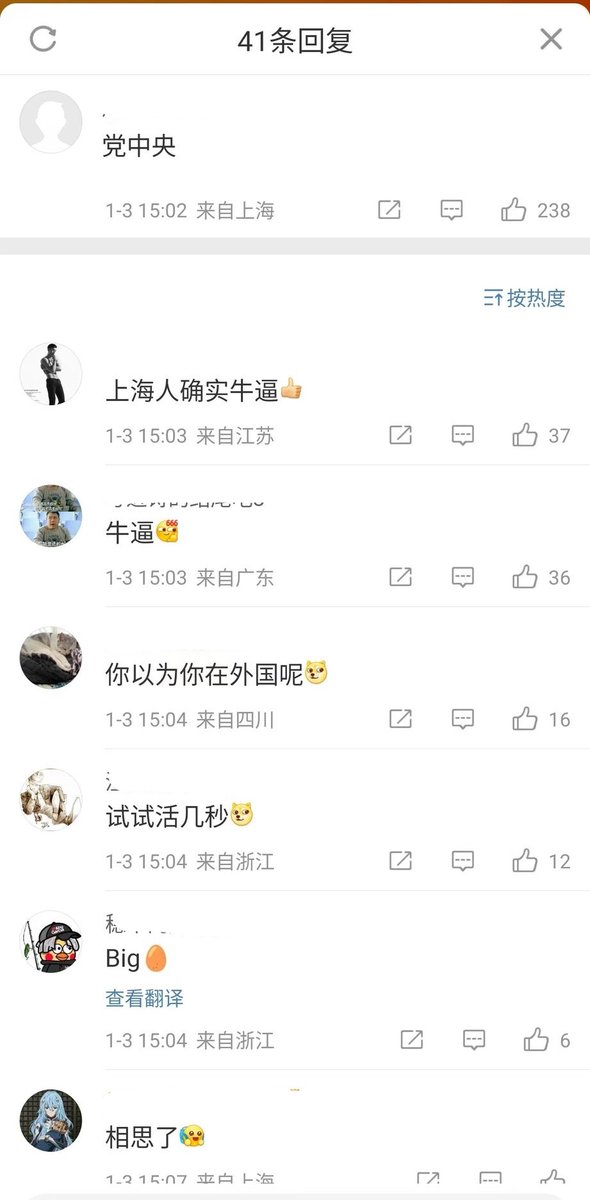 41条回复
党中央
1-3 15:02 来自上海
238
按热度
上海人确实牛逼
1-3 15:03 来自江苏
37
牛逼
1-3 15:03 来自广东
36
你以为你在外国呢
1-3 15:04 来自四川
16
试试活几秒
1-3 15:04 来自浙江
12
Big
查看翻译
1-3 15:04 来自浙江
6
相思了
1-3 15:07 来自上海